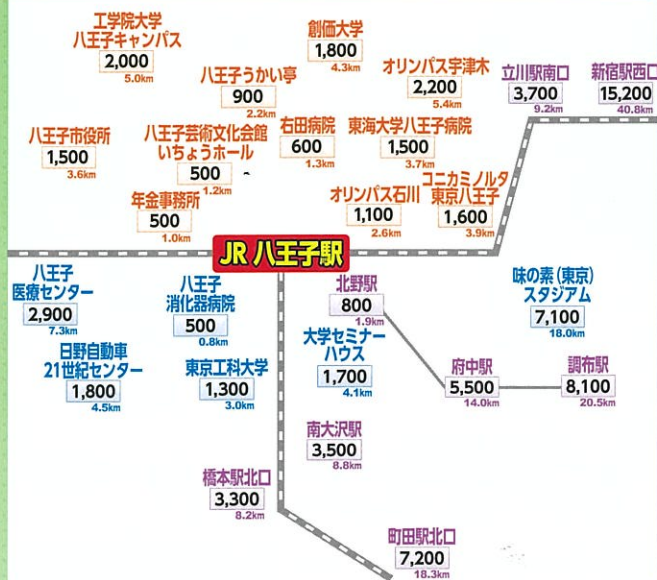 工学院大学
八王子キャンパス
2,000
5.0km
創価大学
1,800
4.3km
八王子うかい亭
900
2.2km
オリンパス宇津木
2,200
5.4km
立川駅南口
3,700
9.2km
新宿駅西口
15,200
40.8km
八王子市役所
1,500
3.6km
八王子芸術文化会館
いちょうホール
500
1.2km
右田病院
600
1.3km
東海大学八王子病院
1,500
3.7km
年金事務所
500
1.0km
オリンパス石川
1,100
2.6km
コニカミノルタ
東京八王子
1,600
3.9km
JR 八王子駅
八王子
医療センター
2,900
7.3km
八王子
消化器病院
500
0.8km
北野駅
800
1.9km
味の素(東京)
スタジアム
7,100
18.0km
日野自動車
21世紀センター
1,800
4.5km
東京工科大学
1,300
3.0km
大学セミナー
ハウス
1,700
4.1km
府中駅
5,500
14.0km
調布駅
8,100
20.5km
南大沢駅
3,500
8.8km
橋本駅北口
3,300
8.2km
町田駅北口
7,200
18.3km